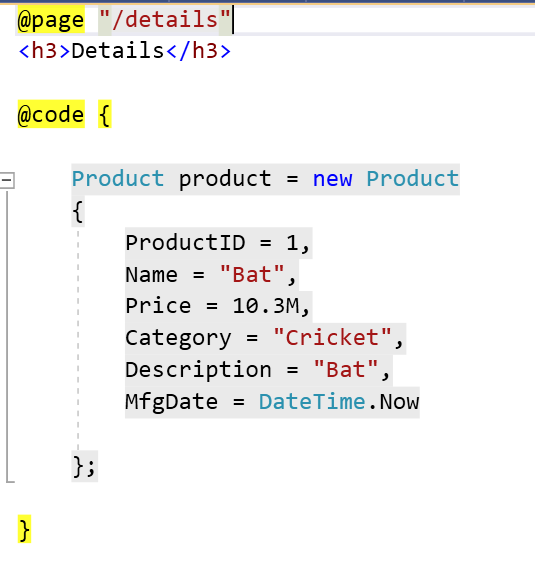 @page "/details"
<h3>Details</h3>
@code {
Product product = new Product
{
ProductID = 1,
Name = "Bat",
Price = 10.3M,
Category = "Cricket",
Description = "Bat",
MfgDate = DateTime.Now
};
}